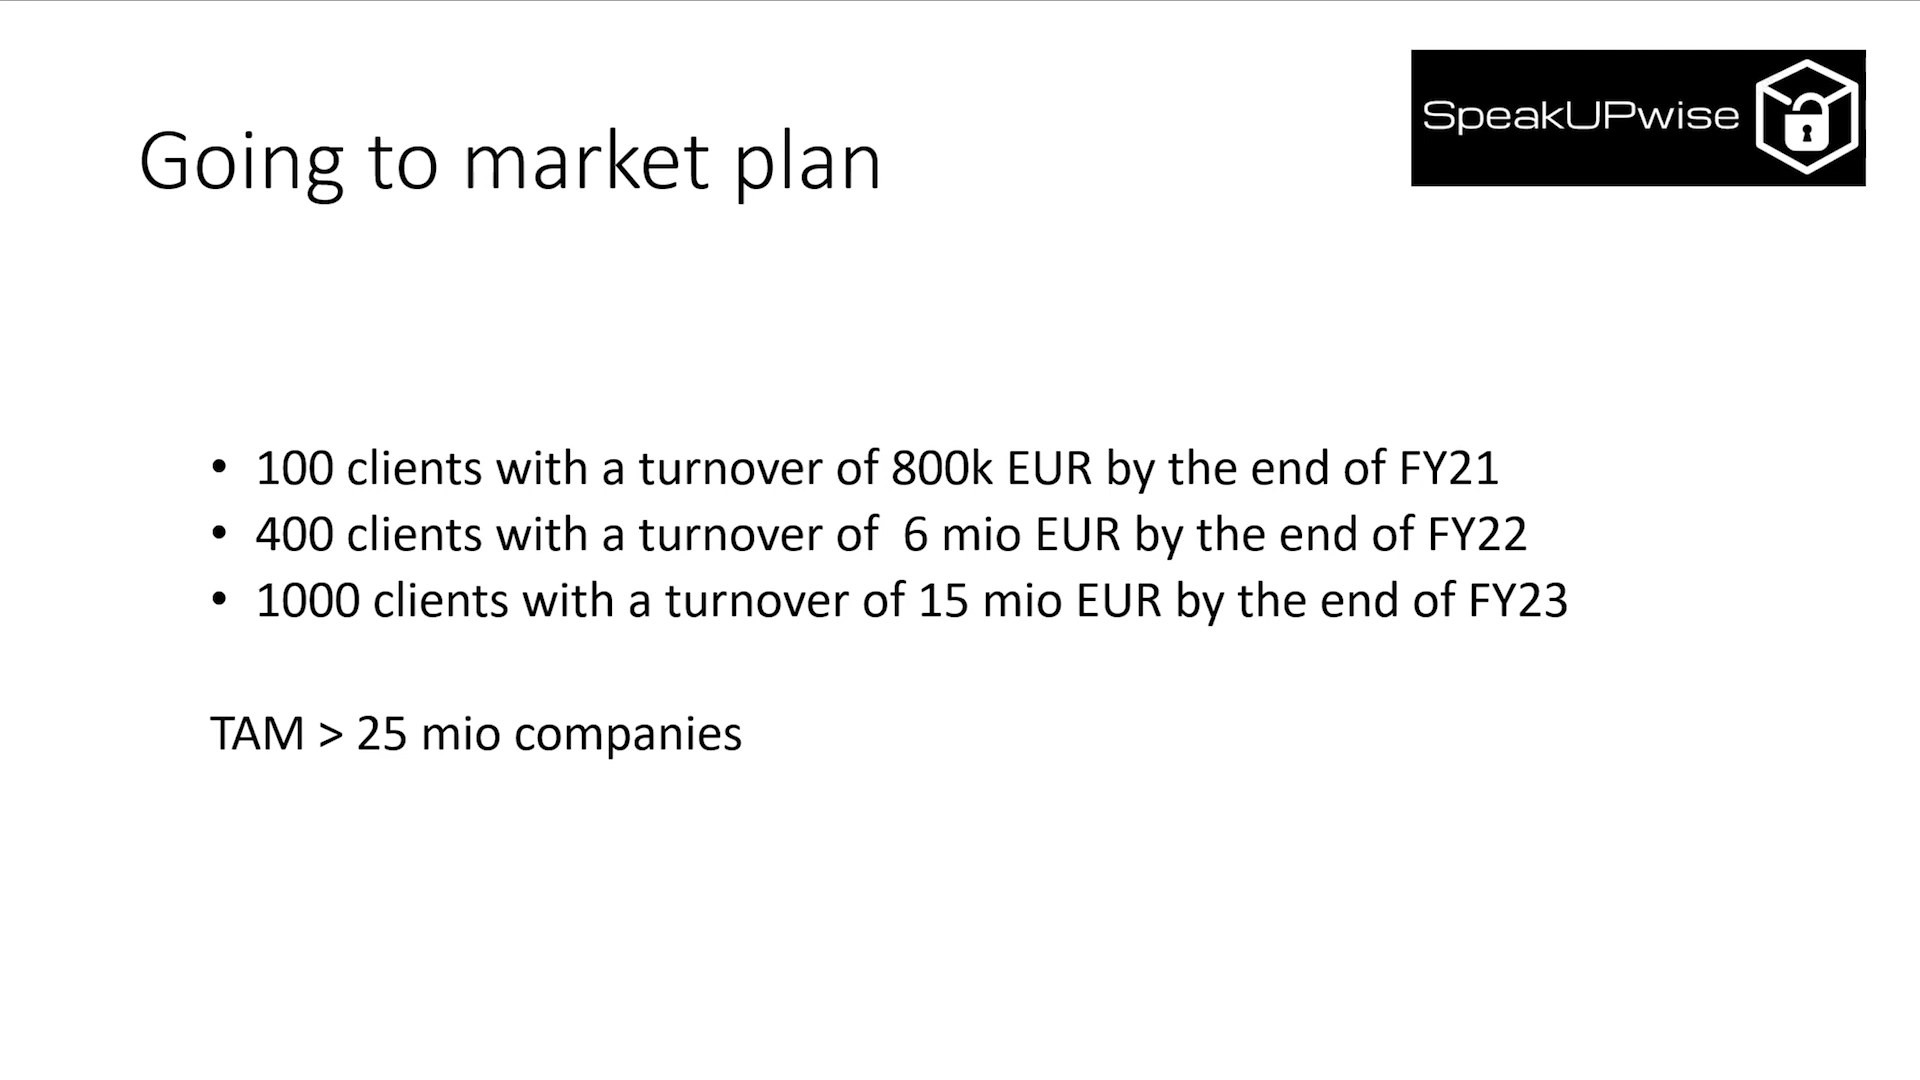 SpeakUPwise
Going to market plan
• 100 clients with a turnover of 800k EUR by the end of FY21
• 400 clients with a turnover of  6 mio EUR by the end of FY22
• 1000 clients with a turnover of 15 mio EUR by the end of FY23
TAM > 25 mio companies